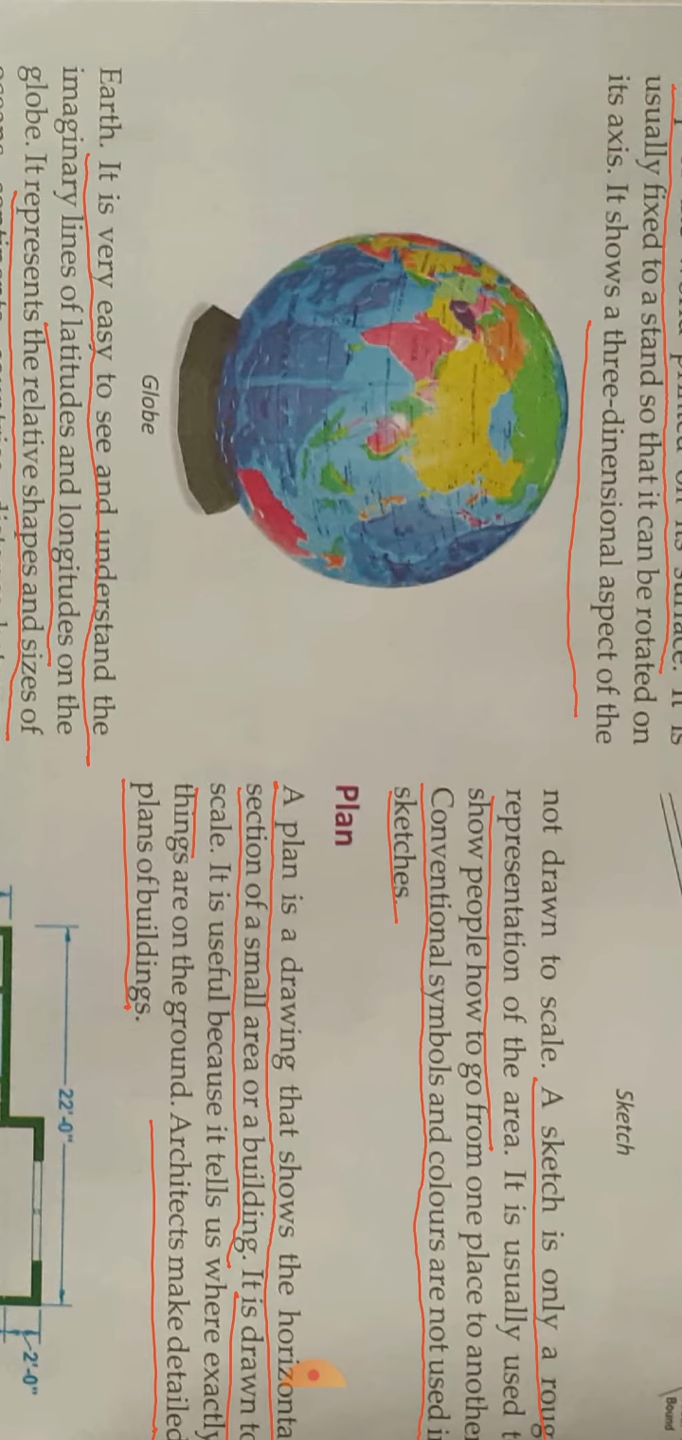 usually fixed to a stand so that it can be rotated on
its axis. It shows a three-dinensional aspect of the
Globe
Earth. It is very easy to see and understand the
imaginary lines of latitudes and longitudes on the
globe. It represents the relative shapes and sizes of
Bound
Sketch
not drawn to scale. A sketch is only a roug
representation of the area. It is usually used t
show people how to go from one place to another
Conventional symbols and colours are not used i
sketches.
Plan
A plan is a drawing that shows the horizonta
section of a small area or a building. It is drawn to
scale. It is useful because it tells us where exactly
things are on the ground. Architects make detailed
plans of buildings.
22'-0"
2'-0"